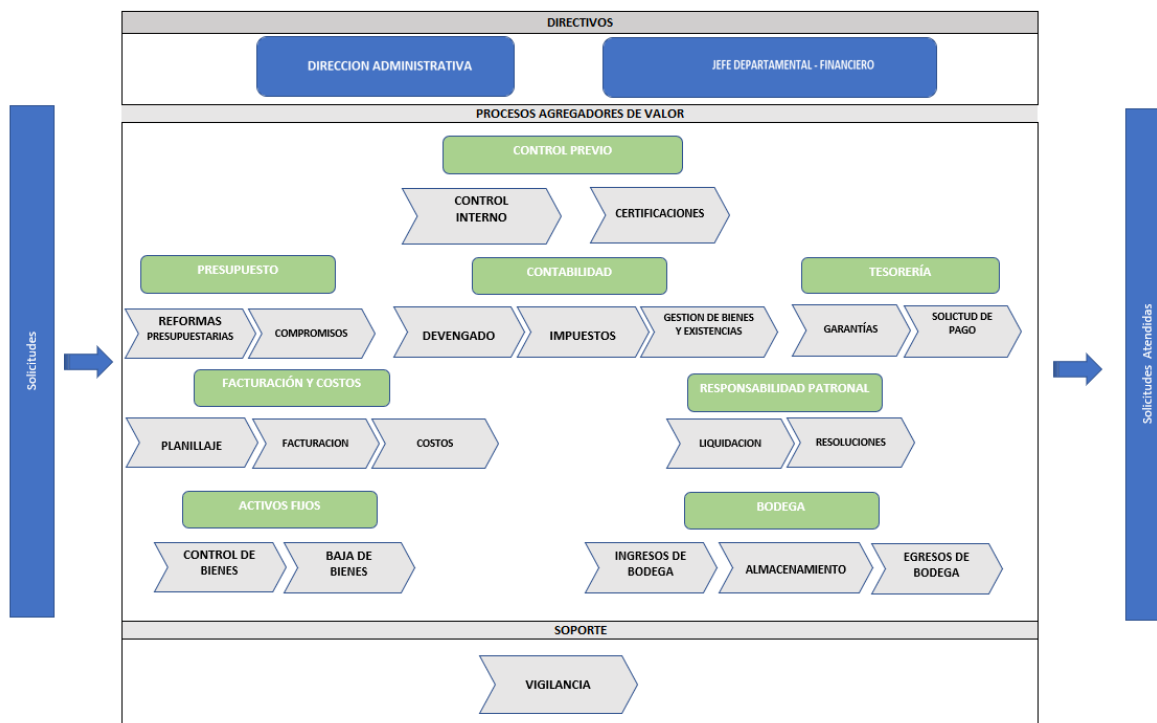 DIRECTIVOS
DIRECCION ADMINISTRATIVA
JEFE DEPARTAMENTAL - FINANCIERO
PROCESOS AGREGADORES DE VALOR
CONTROL PREVIO
CONTROL
INTERNO
CERTIFICACIONES
PRESUPUESTO
CONTABILIDAD
TESORERÍA
REFORMAS
PRESUPUESTARIAS
COMPROMISOS
DEVENGADO
IMPUESTOS
GESTION DE BIENES
Y EXISTENCIAS
GARANTÍAS
SOLICTUD DE
PAGO
Solicitudes
Solicitudes Atendidas
FACTURACIÓN Y COSTOS
RESPONSABILIDAD PATRONAL
PLANILLAJE
FACTURACION
COSTOS
LIQUIDACION
RESOLUCIONES
ACTIVOS FIJOS
BODEGA
CONTROL DE
BIENES
BAJA DE
BIENES
INGRESOS DE
BODEGA
ALMACENAMIENTO
EGRESOS DE
BODEGA
SOPORTE
VIGILANCIA